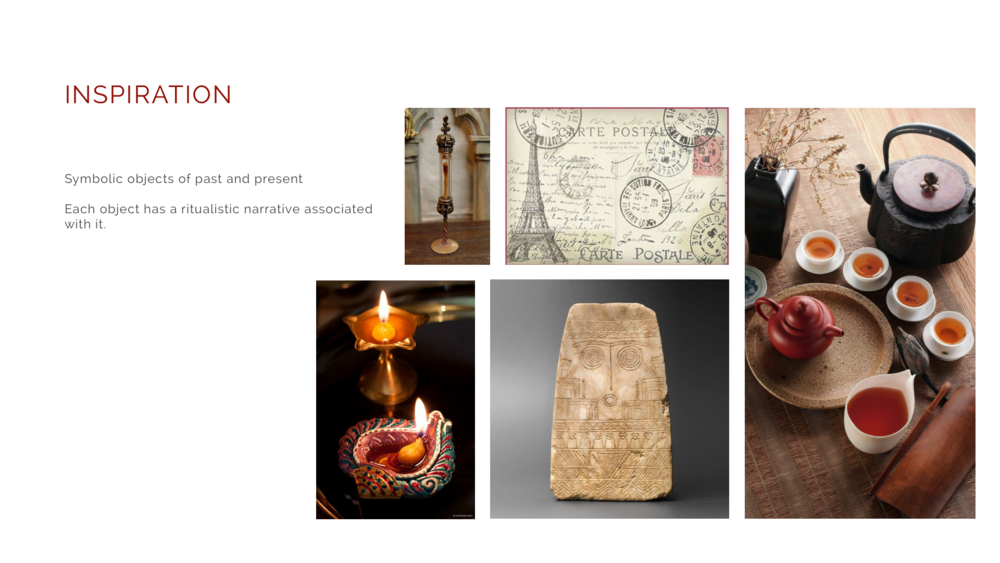 INSPIRATION
Symbolic objects of past and present
Each object has a ritualistic narrative associated
with it.
CARTE POSTALE
CARTE POSTALE